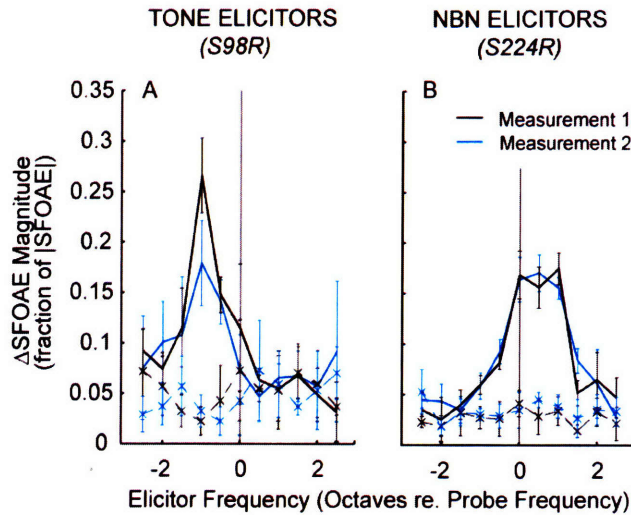 TONE ELICITORS
(S98R)
NBN ELICITORS
(S224R)
A
B
Measurement 1
Measurement 2
0.35
0.3
0.25
0.2
0.15
0.1
0.05
0
ΔSFOAE Magnitude
(fraction of |SFOAE|)
-2
0
2
-2
0
2
Elicitor Frequency (Octaves re. Probe Frequency)